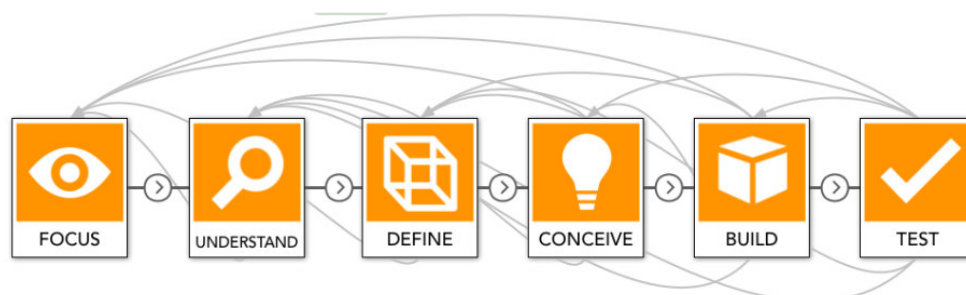 FOCUS
UNDERSTAND
DEFINE
CONCEIVE
BUILD
TEST